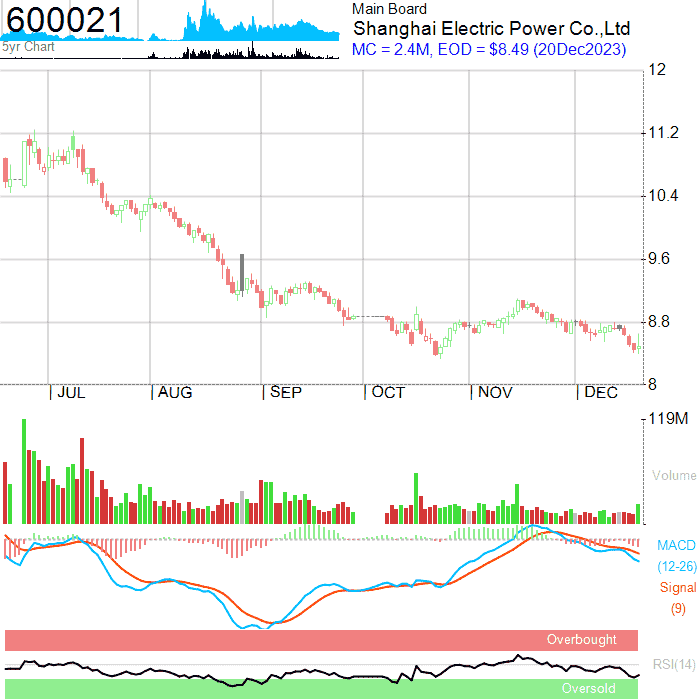 600021
5yr Chart
Main Board
Shanghai Electric Power Co.,Ltd
MC = 2.4M, EOD = $8.49 (20Dec2023)
12
11.2
10.4
9.6
8.8
8
JUL AUG SEP OCT NOV DEC
119M
Volume
MACD
(12-26)
Signal
(9)
Overbought
RSI(14)
Oversold